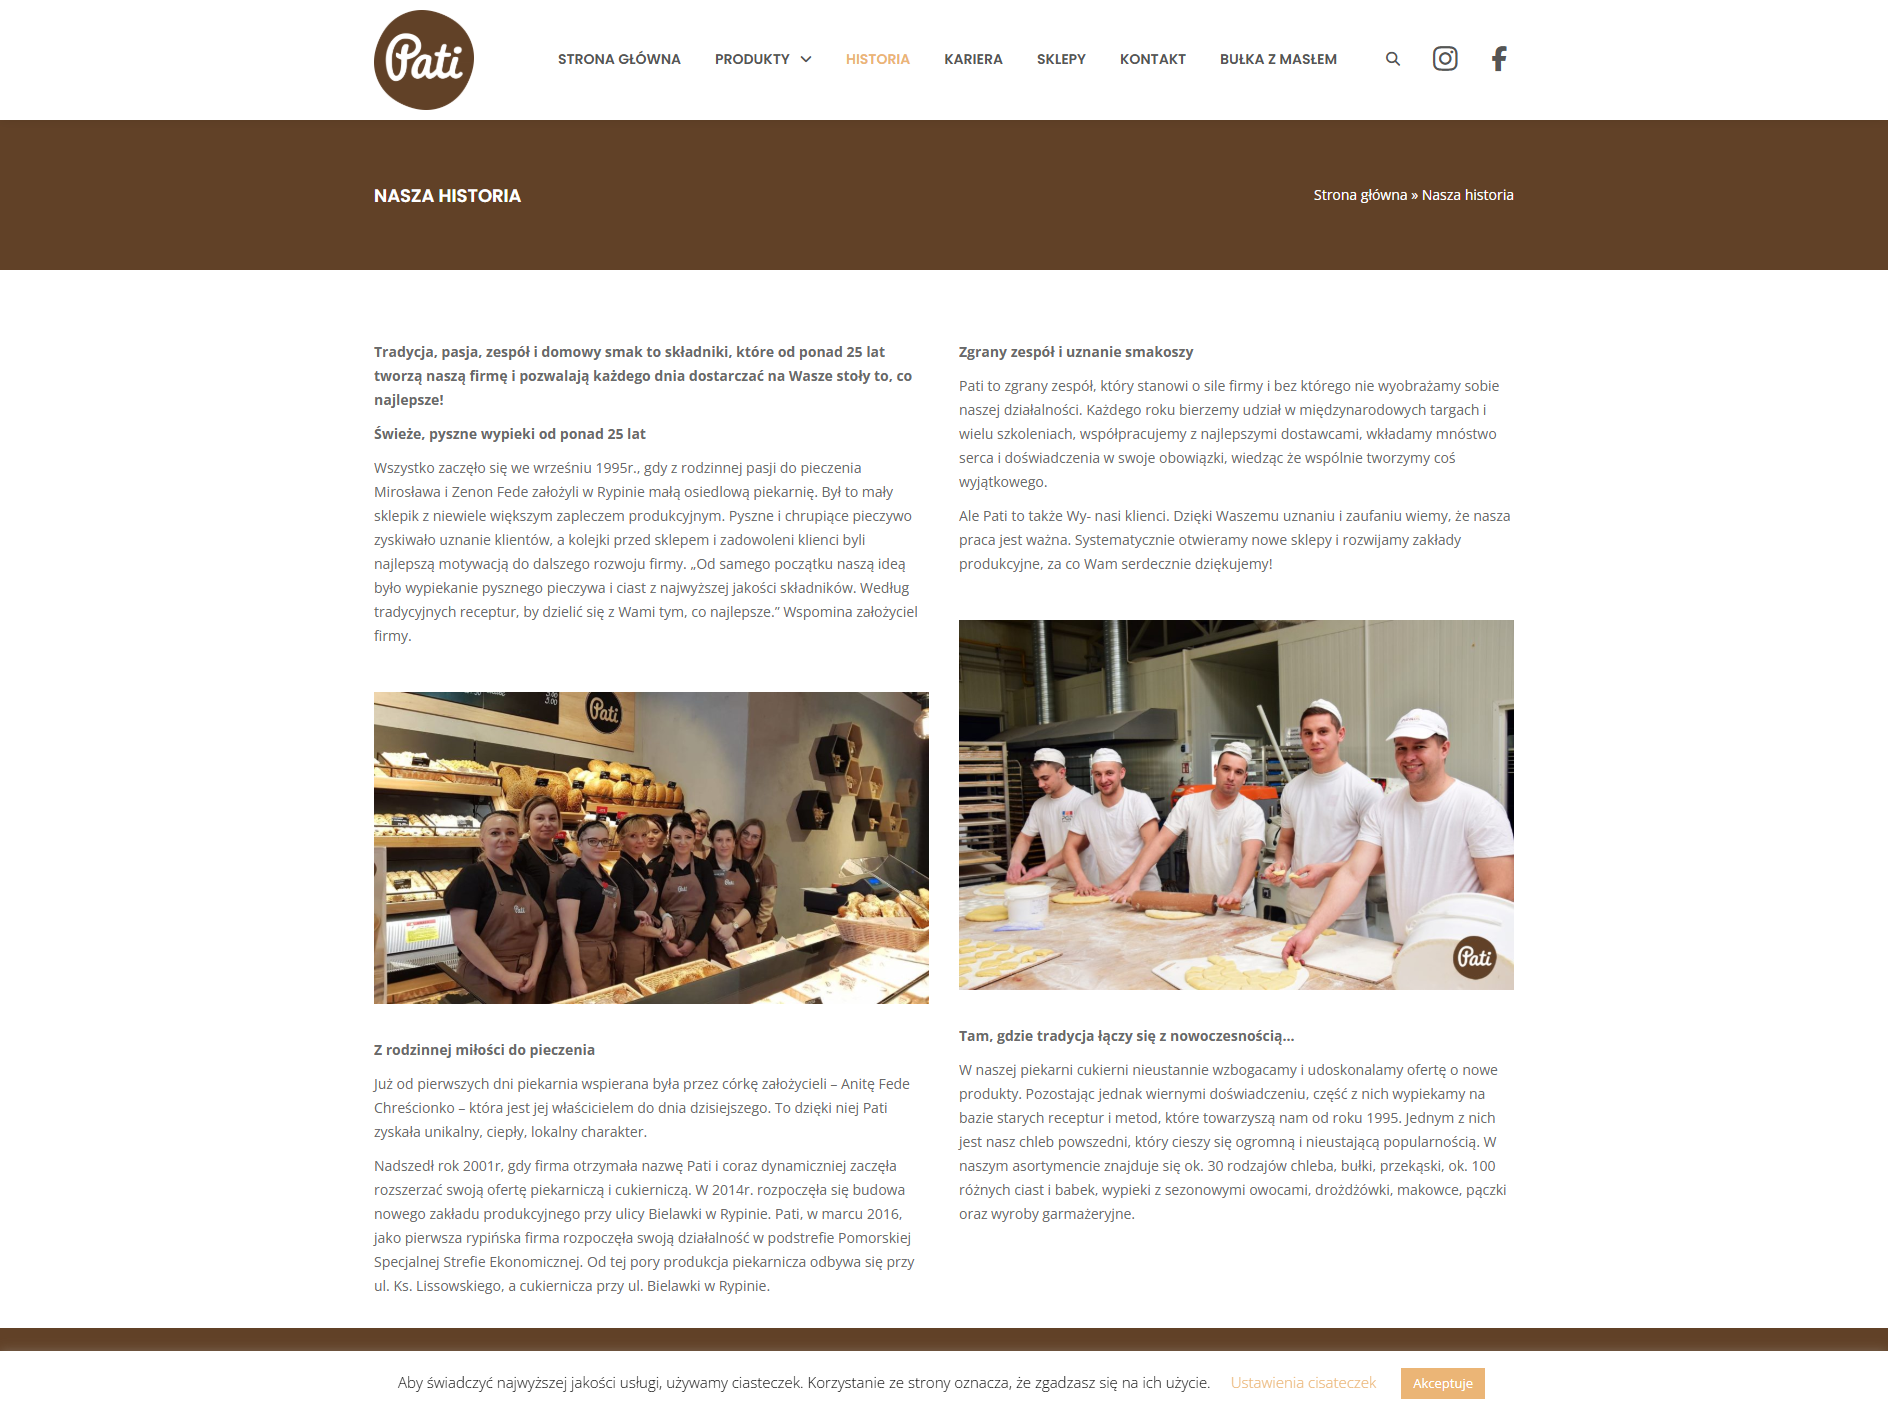 Pati
STRONA GŁÓWNA
PRODUKTY
HISTORIA
KARIERA
SKLEPY
KONTAKT
BUŁKA Z MASŁEM
NASZA HISTORIA
Strona główna » Nasza historia
Tradycja, pasja, zespół i domowy smak to składniki, które od ponad 25 lat
tworzą naszą firmę i pozwalają każdego dnia dostarczać na Wasze stoły to, co
najlepsze!
Świeże, pyszne wypieki od ponad 25 lat
Wszystko zaczęło się we wrześniu 1995r., gdy z rodzinnej pasji do pieczenia
Mirosława i Zenon Fede założyli w Rypinie małą osiedlową piekarnię. Był to mały
sklepik z niewiele większym zapleczem produkcyjnym. Pyszne i chrupiące pieczywo
zyskiwało uznanie klientów, a kolejki przed sklepem i zadowoleni klienci byli
najlepszą motywacją do dalszego rozwoju firmy. „Od samego początku naszą ideą
było wypiekanie pysznego pieczywa i ciast z najwyższej jakości składników. Według
tradycyjnych receptur, by dzielić się z Wami tym, co najlepsze.” Wspomina założyciel
firmy.
Pati
Pati
Pati
Pati
Z rodzinnej miłości do pieczenia
Już od pierwszych dni piekarnia wspierana była przez córkę założycieli – Anitę Fede
Chreścionko – która jest jej właścicielem do dnia dzisiejszego. To dzięki niej Pati
zyskała unikalny, ciepły, lokalny charakter.
Nadszedł rok 2001r, gdy firma otrzymała nazwę Pati i coraz dynamiczniej zaczęła
rozszerzać swoją ofertę piekarniczą i cukierniczą. W 2014r. rozpoczęła się budowa
nowego zakładu produkcyjnego przy ulicy Bielawki w Rypinie. Pati, w marcu 2016,
jako pierwsza rypińska firma rozpoczęła swoją działalność w podstrefie Pomorskiej
Specjalnej Strefie Ekonomicznej. Od tej pory produkcja piekarnicza odbywa się przy
ul. Ks. Lissowskiego, a cukiernicza przy ul. Bielawki w Rypinie.
Zgrany zespół i uznanie smakoszy
Pati to zgrany zespół, który stanowi o sile firmy i bez którego nie wyobrażamy sobie
naszej działalności. Każdego roku bierzemy udział w międzynarodowych targach i
wielu szkoleniach, współpracujemy z najlepszymi dostawcami, wkładamy mnóstwo
serca i doświadczenia w swoje obowiązki, wiedząc że wspólnie tworzymy coś
wyjątkowego.
Ale Pati to także Wy- nasi klienci. Dzięki Waszemu uznaniu i zaufaniu wiemy, że nasza
praca jest ważna. Systematycznie otwieramy nowe sklepy i rozwijamy zakłady
produkcyjne, za co Wam serdecznie dziękujemy!
Pati
Tam, gdzie tradycja łączy się z nowoczesnością…
W naszej piekarni cukierni nieustannie wzbogacamy i udoskonalamy ofertę o nowe
produkty. Pozostając jednak wiernymi doświadczeniu, część z nich wypiekamy na
bazie starych receptur i metod, które towarzyszą nam od roku 1995. Jednym z nich
jest nasz chleb powszedni, który cieszy się ogromną i nieustającą popularnością. W
naszym asortymencie znajduje się ok. 30 rodzajów chleba, bułki, przekąski, ok. 100
różnych ciast i babek, wypieki z sezonowymi owocami, drożdżówki, makowce, pączki
oraz wyroby garmażeryjne.
Aby świadczyć najwyższej jakości usługi, używamy ciasteczek. Korzystanie ze strony oznacza, że zgadzasz się na ich użycie.
Ustawienia cisateczek
Akceptuje